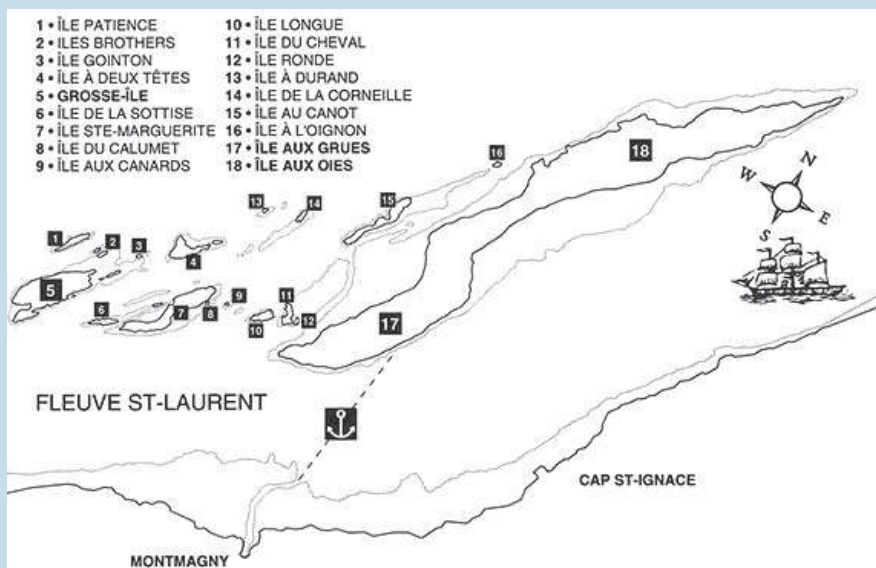 1 • ÎLE PATIENCE
2 • ILES BROTHERS
3 • ÎLE GOINTON
4 • ÎLE À DEUX TÊTES
5 • GROSSE-ÎLE
6 • ÎLE DE LA SOTTISE
7 • ÎLE STE-MARGUERITE
8 • ÎLE DU CALUMET
9 • ÎLE AUX CANARDS
10 • ÎLE LONGUE
11 • ÎLE DU CHEVAL
12 • ÎLE RONDE
13 • ÎLE À DURAND
14 • ÎLE DE LA CORNEILLE
15 • ÎLE AU CANOT
16 • ÎLE À L'OIGNON
17 • ÎLE AUX GRUES
18 • ÎLE AUX OIES
16
18
N
W
E
S
13
14
15
1
2
3
4
5
6
7
8
9
10
11
12
17
FLEUVE ST-LAURENT
CAP ST-IGNACE
MONTMAGNY